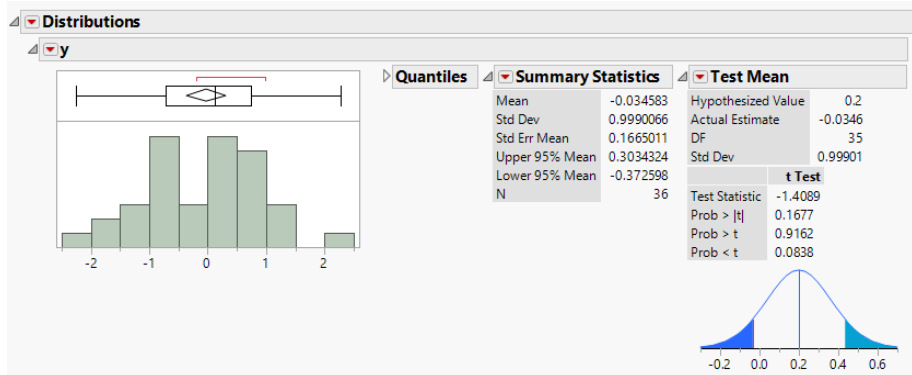 Distributions
y
-2 -1 0 1 2
Quantiles
Summary Statistics
Mean -0.034583
Std Dev 0.9990066
Std Err Mean 0.1665011
Upper 95% Mean 0.3034324
Lower 95% Mean -0.372598
N 36
Test Mean
Hypothesized Value 0.2
Actual Estimate -0.0346
DF 35
Std Dev 0.99901
t Test
Test Statistic -1.4089
Prob > |t| 0.1677
Prob > t 0.9162
Prob < t 0.0838
-0.2 0.0 0.2 0.4 0.6